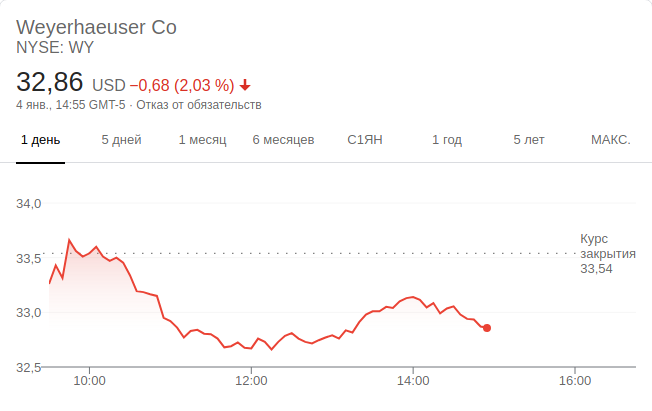 Weyerhaeuser Co
NYSE: WY
32,86 USD −0,68 (2,03 %)
4 янв., 14:55 GMT-5 · Отказ от обязательств
1 день 5 дней 1 месяц 6 месяцев С1ЯН 1 год 5 лет МАКС.
34,0
Курс
закрытия
33,54
33,5
33,0
32,5
10:00 12:00 14:00 16:00